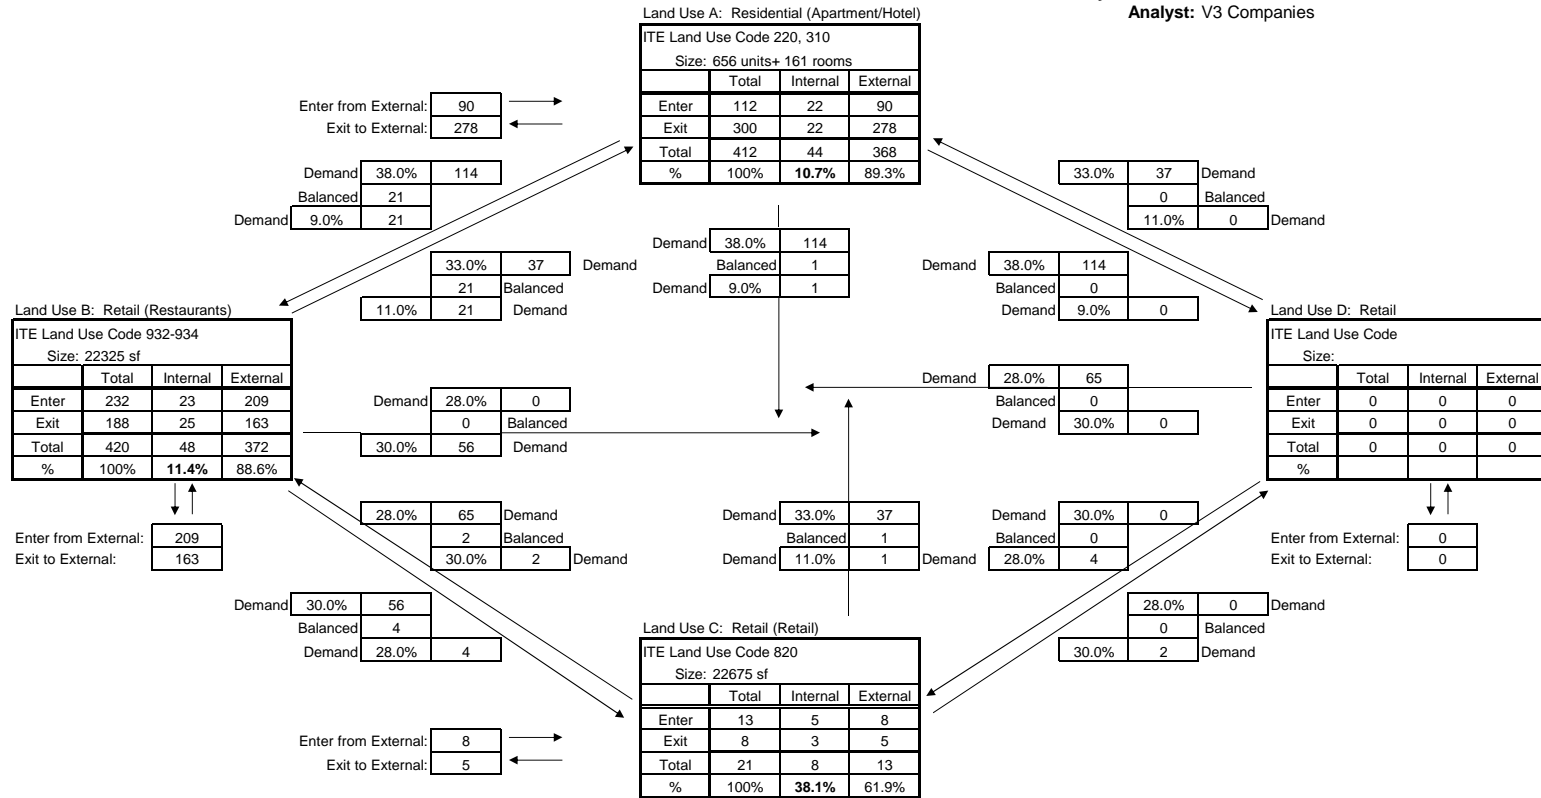 Analyst: V3 Companies
Land Use A: Residential (Apartment/Hotel)
ITE Land Use Code 220, 310
Size: 656 units+ 161 rooms
Total Internal External
Enter 112 22 90
Exit 300 22 278
Total 412 44 368
% 100% 10.7% 89.3%
Enter from External: 90
Exit to External: 278
Demand 38.0% 114
Balanced 21
Demand 9.0% 21
33.0% 37 Demand
0 Balanced
11.0% 0 Demand
Demand 38.0% 114
Balanced 1
Demand 9.0% 1
33.0% 37 Demand
21 Balanced
11.0% 21 Demand
Demand 38.0% 114
Balanced 0
Demand 9.0% 0
Land Use B: Retail (Restaurants)
ITE Land Use Code 932-934
Size: 22325 sf
Total Internal External
Enter 232 23 209
Exit 188 25 163
Total 420 48 372
% 100% 11.4% 88.6%
Land Use D: Retail
ITE Land Use Code
Size:
Total Internal External
Enter 0 0 0
Exit 0 0 0
Total 0 0 0
%
Demand 28.0% 0
0 Balanced
30.0% 56 Demand
Demand 28.0% 65
Balanced 0
Demand 30.0% 0
Enter from External: 209
Exit to External: 163
28.0% 65 Demand
2 Balanced
30.0% 2 Demand
Demand 33.0% 37
Balanced 1
Demand 11.0% 1
Demand 30.0% 0
Balanced 0
Demand 28.0% 4
Enter from External: 0
Exit to External: 0
Demand 30.0% 56
Balanced 4
Demand 28.0% 4
28.0% 0 Demand
0 Balanced
30.0% 2 Demand
Land Use C: Retail (Retail)
ITE Land Use Code 820
Size: 22675 sf
Total Internal External
Enter 13 5 8
Exit 8 3 5
Total 21 8 13
% 100% 38.1% 61.9%
Enter from External: 8
Exit to External: 5